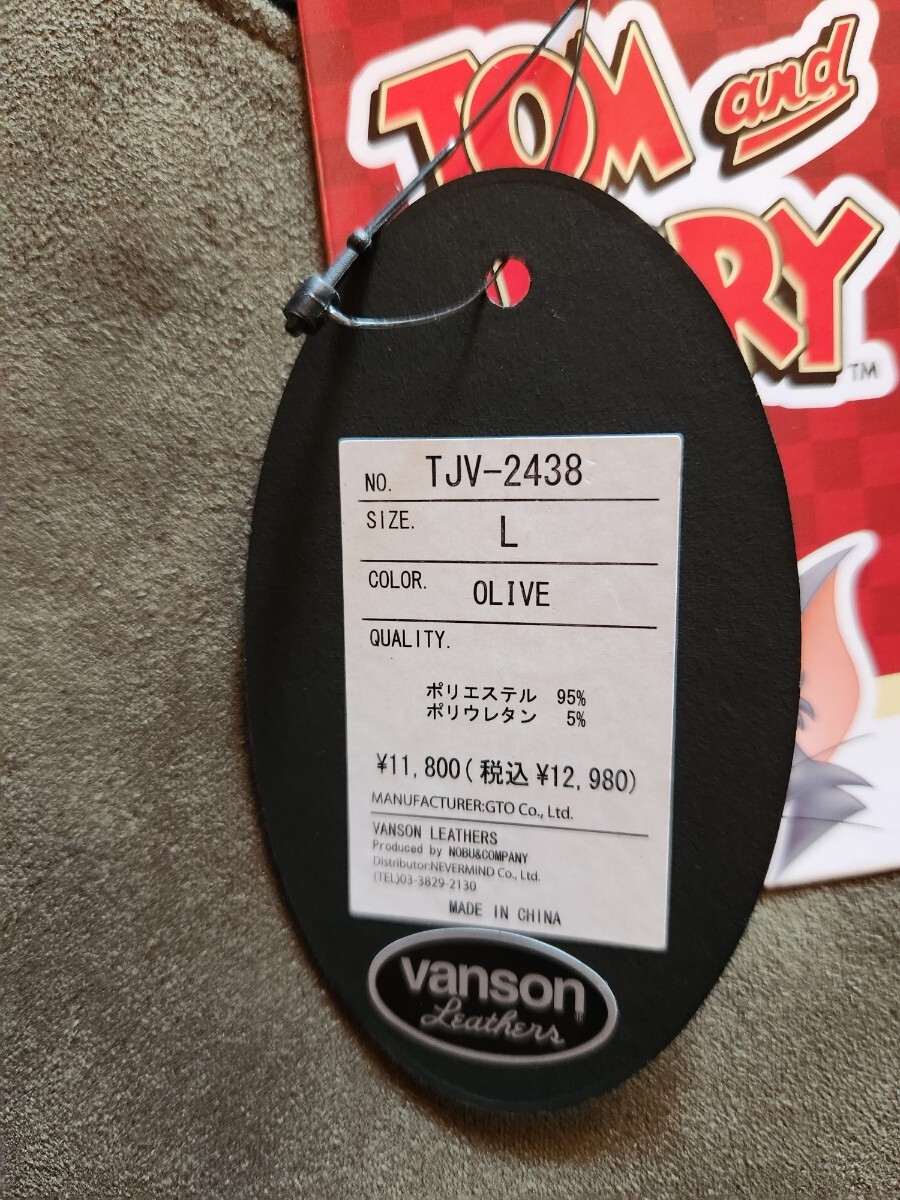 TOM and
RY
TM
NO. TJV-2438
SIZE. L
COLOR. OLIVE
QUALITY.
ポリエステル 95%
ポリウレタン 5%
¥11,800(税込¥12,980)
MANUFACTURER:GTO Co., Ltd.
VANSON LEATHERS
Produced by NOBU&COMPANY
Distributor:NEVERMIND Co., Ltd.
(TEL)03-3829-2130
MADE IN CHINA
vanson
Leathers